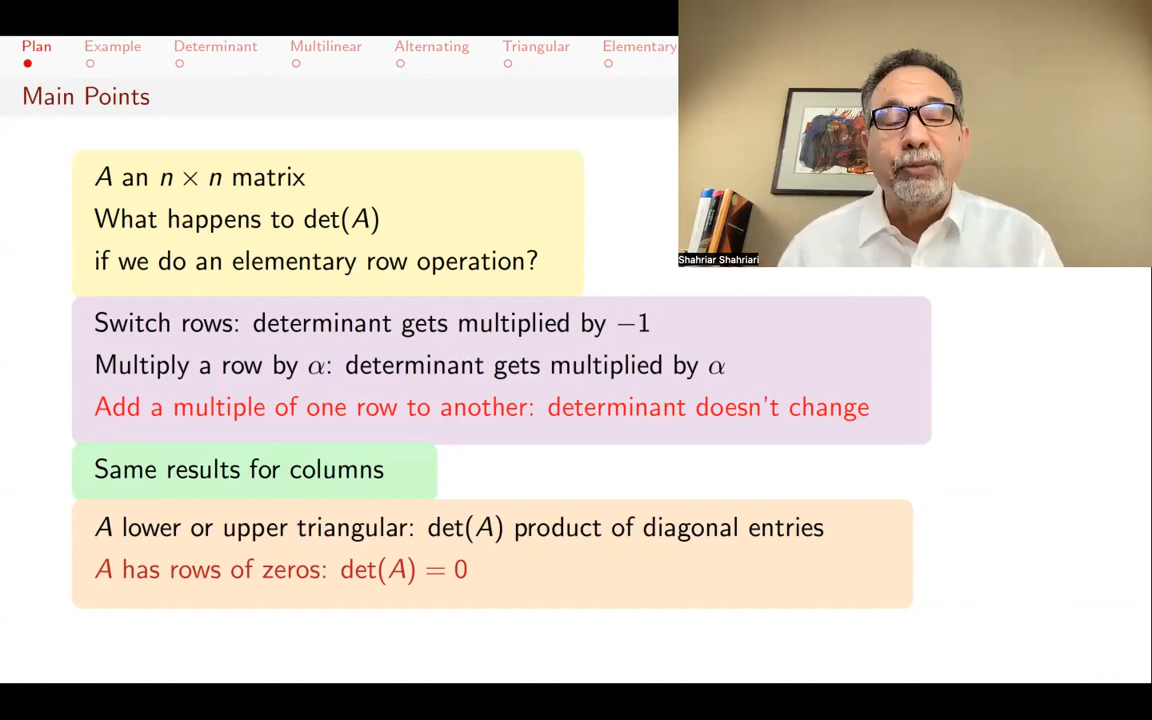 Plan Example Determinant Multilinear Alternating Triangular Elementary
Main Points
A an n × n matrix
What happens to det(A)
if we do an elementary row operation?
Switch rows: determinant gets multiplied by −1
Multiply a row by α: determinant gets multiplied by α
Add a multiple of one row to another: determinant doesn't change
Same results for columns
A lower or upper triangular: det(A) product of diagonal entries
A has rows of zeros: det(A) = 0
Shahriar Shahriari